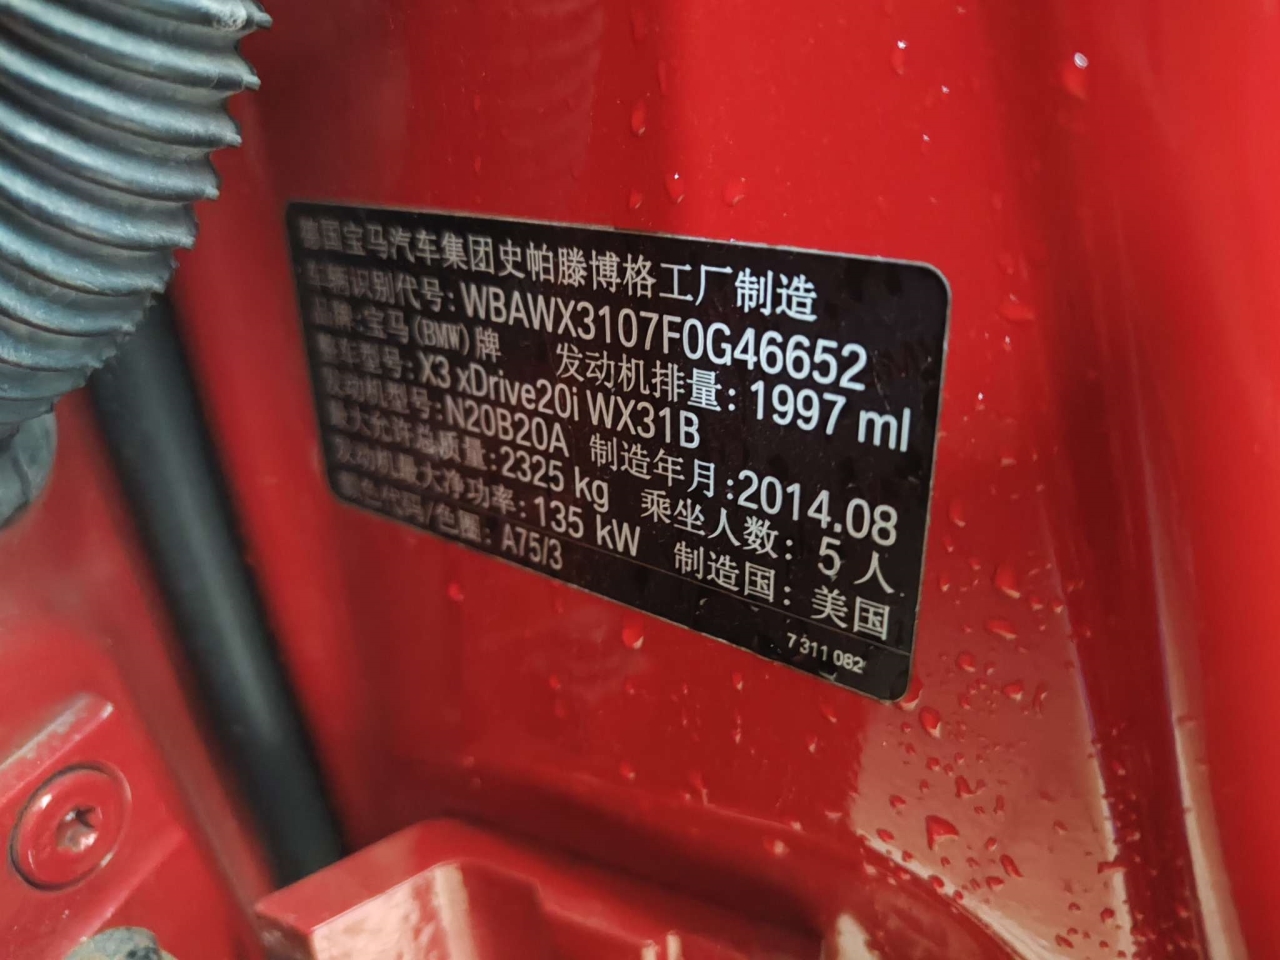 德国宝马汽车集团史帕滕博格工厂制造
车辆识别代号:WBAWX3107F0G46652
品牌:宝马(BMW)牌 发动机排量:1997 ml
整车型号:X3 xDrive20i WX31B
发动机型号:N20B20A 制造年月:2014.08
最大允许总质量:2325 kg 乘坐人数: 5 人
发动机最大净功率:135 kW 制造国: 美国
颜色代码/色圈: A75/3
7 311 082